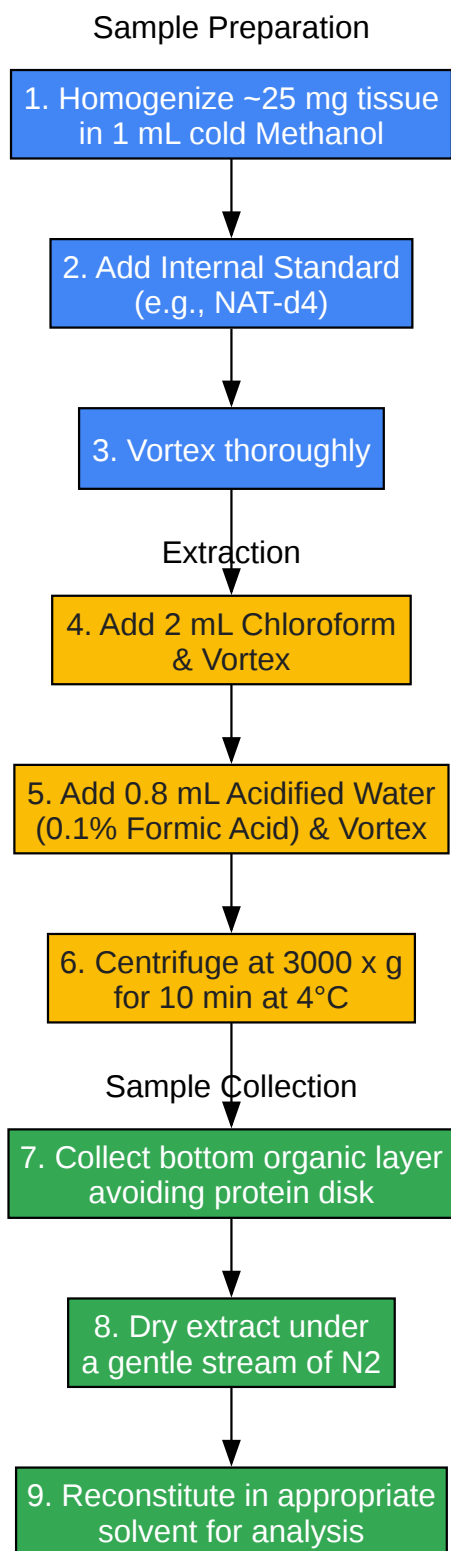 Sample Preparation
1. Homogenize ~25 mg tissue
in 1 mL cold Methanol
2. Add Internal Standard
(e.g., NAT-d4)
3. Vortex thoroughly
Extraction
4. Add 2 mL Chloroform
& Vortex
5. Add 0.8 mL Acidified Water
(0.1% Formic Acid) & Vortex
6. Centrifuge at 3000 x g
for 10 min at 4°C
Sample Collection
7. Collect bottom organic layer
avoiding protein disk
8. Dry extract under
a gentle stream of N2
9. Reconstitute in appropriate
solvent for analysis